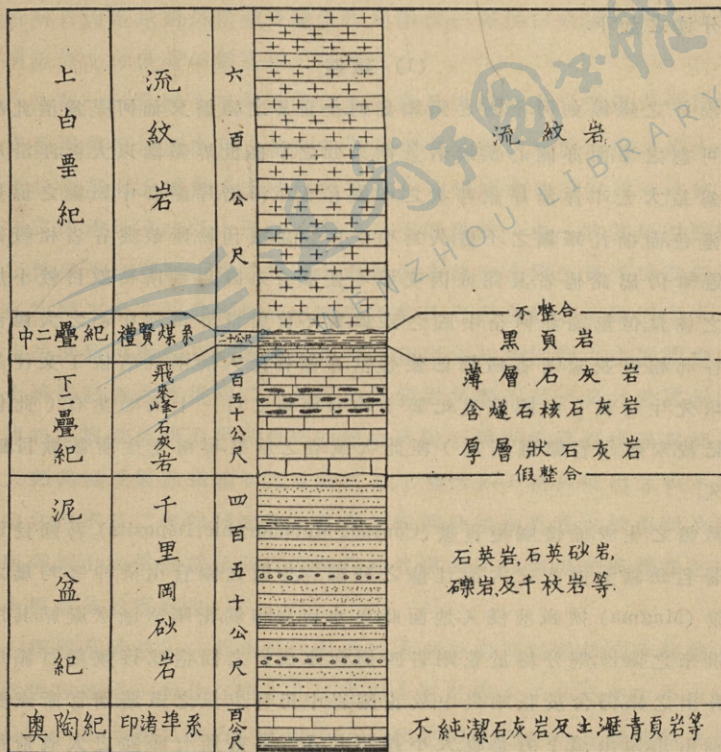 上白堊紀
流紋岩
六百公尺
流紋岩
不整合
中二疊紀
禮賢煤系
二十公尺
黑頁岩
下二疊紀
飛來峰石灰岩
二百五十公尺
薄層石灰岩
含燧石核石灰岩
厚層狀石灰岩
假整合
泥盆紀
千里岡砂岩
四百五十公尺
石英岩,石英砂岩,
礫岩,及千枚岩等.
奧陶紀
印渚埠系
百公尺
不純潔石灰岩及土瀝青頁岩等
WENZHOU LIBRARY
(Magma)